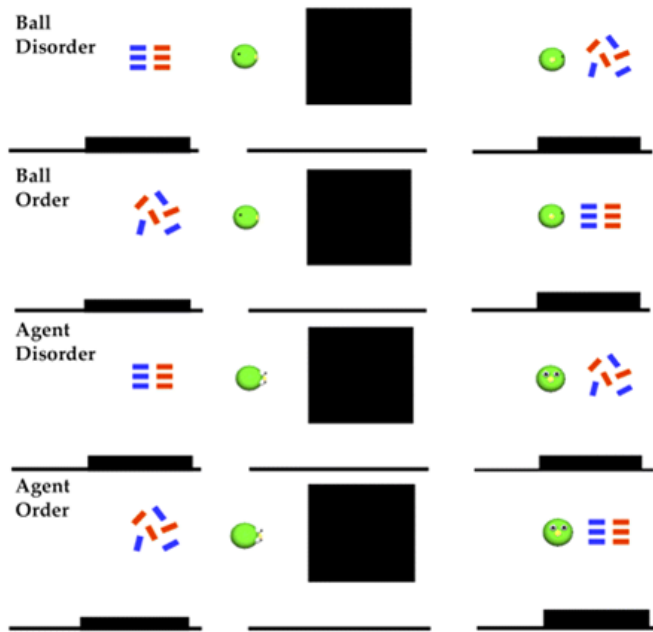 Ball
Disorder
Ball
Order
Agent
Disorder
Agent
Order